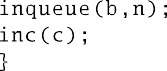 inqueue(b,n);
inc(c);
}